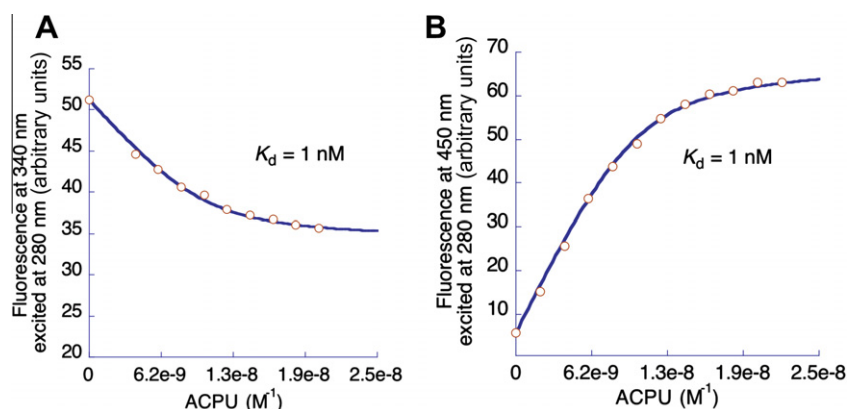 A
Fluorescence at 340 nm
excited at 280 nm (arbitrary units)
55
50
45
40
35
30
25
20
K_d = 1 nM
0
6.2e-9
1.3e-8
1.9e-8
2.5e-8
ACPU (M⁻¹)
B
Fluorescence at 450 nm
excited at 280 nm (arbitrary units)
70
60
50
40
30
20
10
K_d = 1 nM
0
6.2e-9
1.3e-8
1.9e-8
2.5e-8
ACPU (M⁻¹)